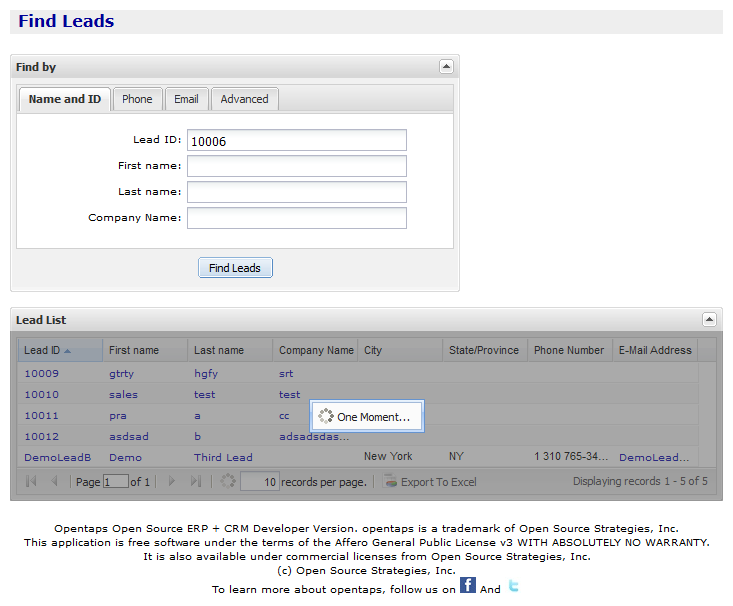 Find Leads
Find by
Name and ID Phone Email Advanced
Lead ID: 10006
First name:
Last name:
Company Name:
Find Leads
Lead List
Lead ID First name Last name Company Name City State/Province Phone Number E-Mail Address
10009 gtrty hgfy srt
10010 sales test test
10011 pra a cc
One Moment...
10012 asdsad b adsadsdas...
DemoLeadB Demo Third Lead New York NY 1 310 765-34... DemoLead...
Page 1 of 1 10 records per page. Export To Excel Displaying records 1 - 5 of 5
Opentaps Open Source ERP + CRM Developer Version. opentaps is a trademark of Open Source Strategies, Inc.
This application is free software under the terms of the Affero General Public License v3 WITH ABSOLUTELY NO WARRANTY.
It is also available under commercial licenses from Open Source Strategies, Inc.
(c) Open Source Strategies, Inc.
To learn more about opentaps, follow us on f And t